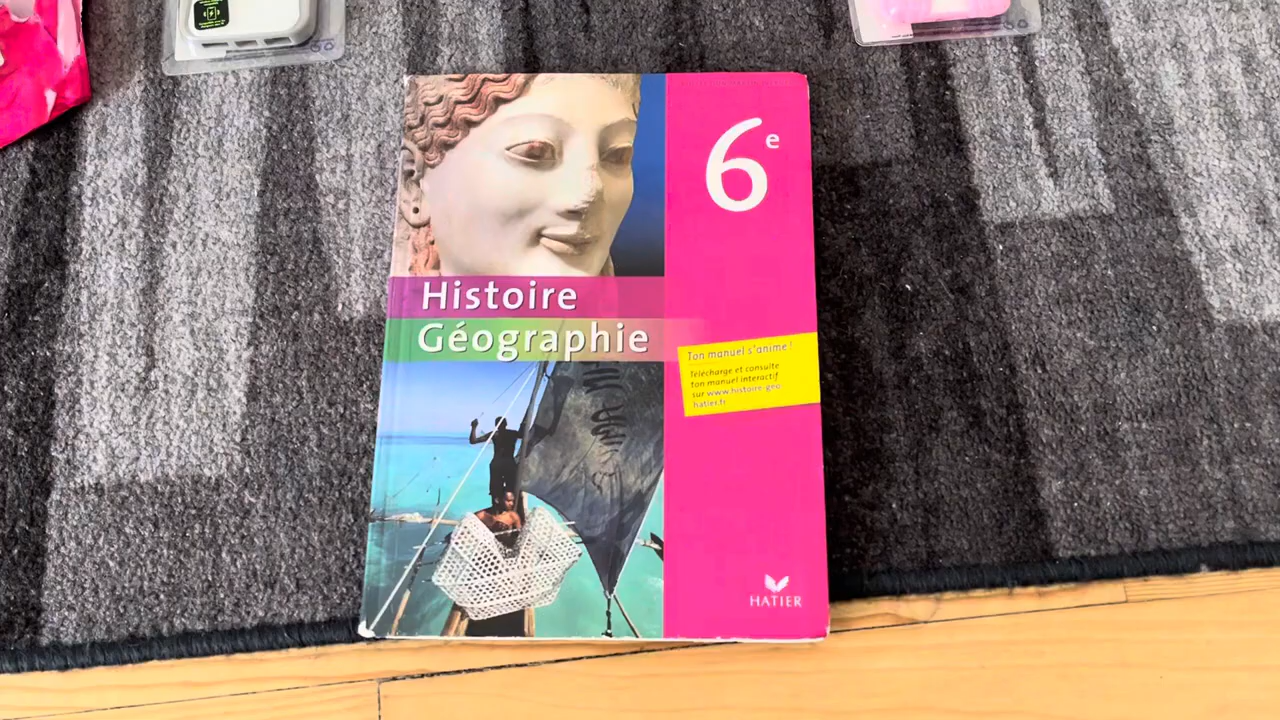 6e
Histoire
Géographie
Ton manuel s'anime !
Télécharge et consulte
ton manuel interactif
sur www.histoire-geo
hatier.fr
HATIER